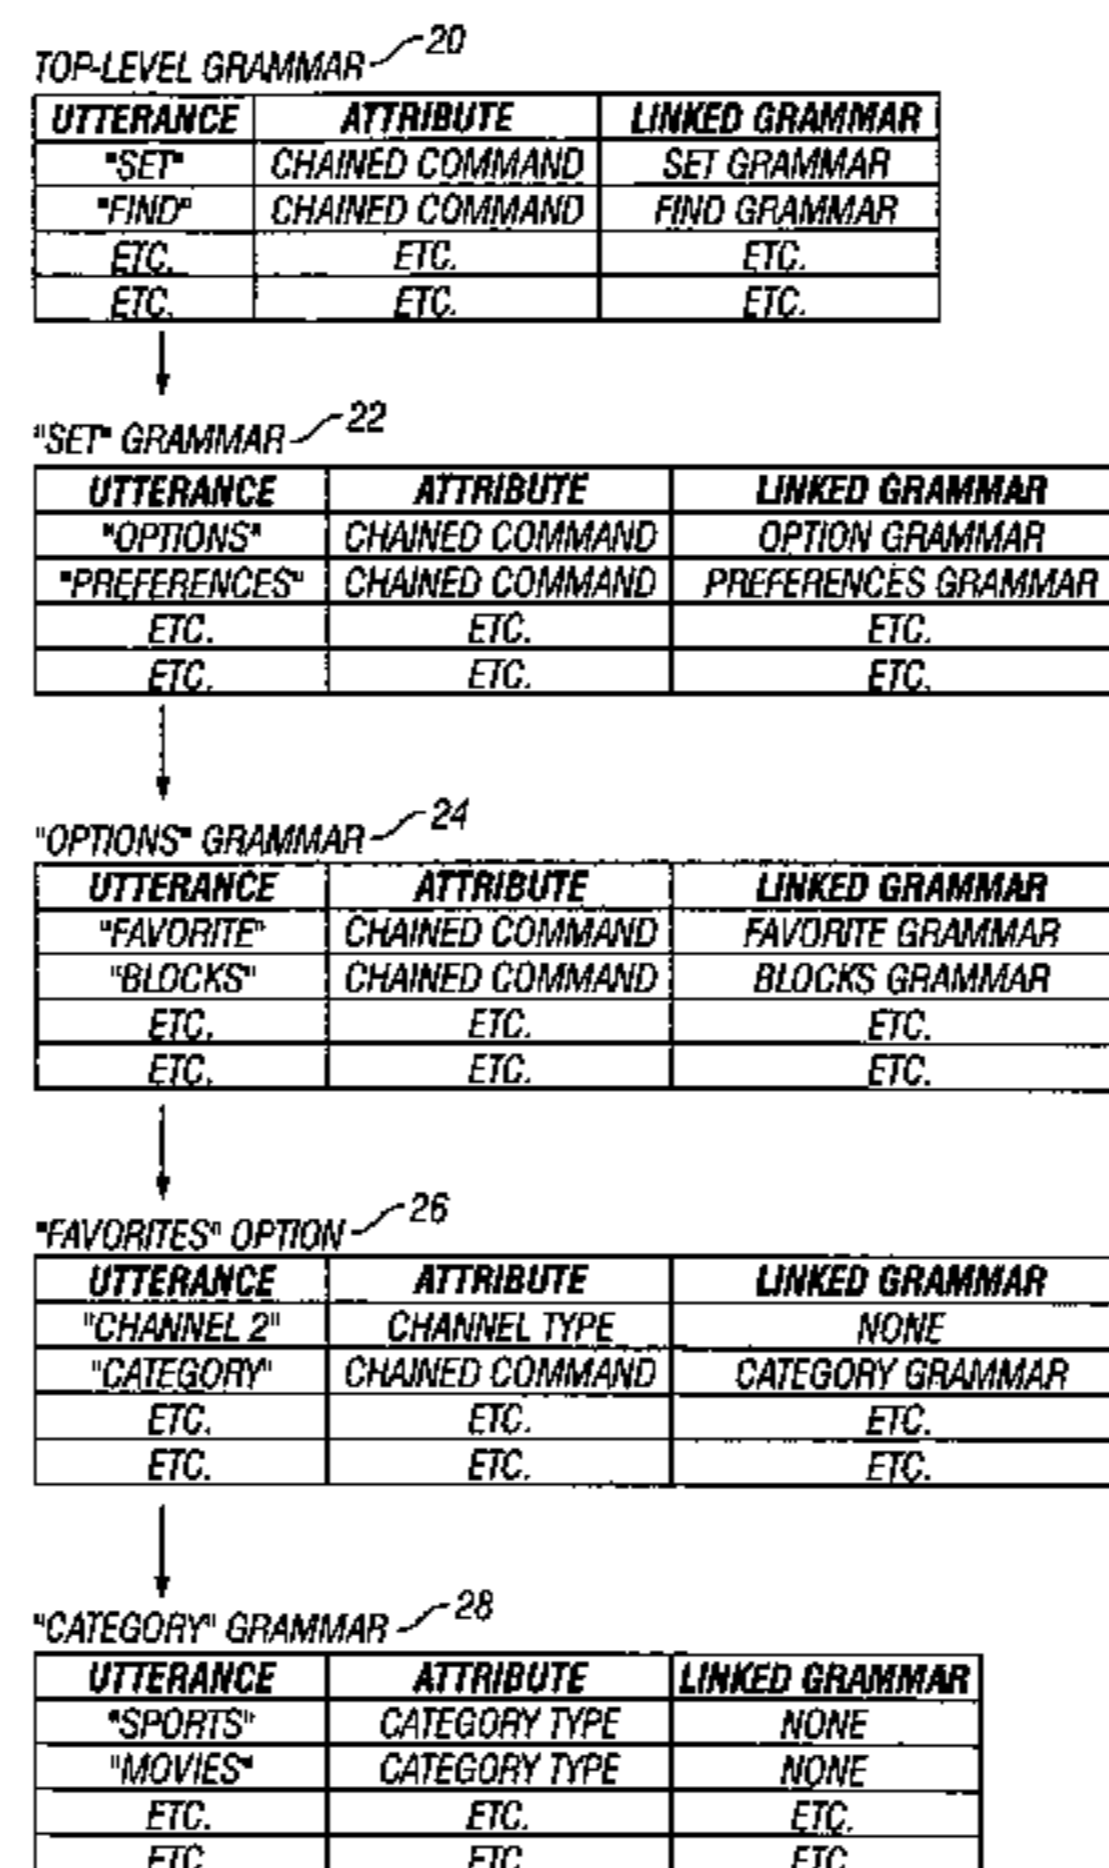 20
TOP-LEVEL GRAMMAR
UTTERANCE ATTRIBUTE LINKED GRAMMAR
"SET" CHAINED COMMAND SET GRAMMAR
"FIND" CHAINED COMMAND FIND GRAMMAR
ETC. ETC. ETC.
ETC. ETC. ETC.
22
"SET" GRAMMAR
UTTERANCE ATTRIBUTE LINKED GRAMMAR
"OPTIONS" CHAINED COMMAND OPTION GRAMMAR
"PREFERENCES" CHAINED COMMAND PREFERENCES GRAMMAR
ETC. ETC. ETC.
ETC. ETC. ETC.
24
"OPTIONS" GRAMMAR
UTTERANCE ATTRIBUTE LINKED GRAMMAR
"FAVORITE" CHAINED COMMAND FAVORITE GRAMMAR
"BLOCKS" CHAINED COMMAND BLOCKS GRAMMAR
ETC. ETC. ETC.
ETC. ETC. ETC.
26
"FAVORITES" OPTION
UTTERANCE ATTRIBUTE LINKED GRAMMAR
"CHANNEL 2" CHANNEL TYPE NONE
"CATEGORY" CHAINED COMMAND CATEGORY GRAMMAR
ETC. ETC. ETC.
ETC. ETC. ETC.
28
"CATEGORY" GRAMMAR
UTTERANCE ATTRIBUTE LINKED GRAMMAR
"SPORTS" CATEGORY TYPE NONE
"MOVIES" CATEGORY TYPE NONE
ETC. ETC. ETC.
ETC ETC ETC